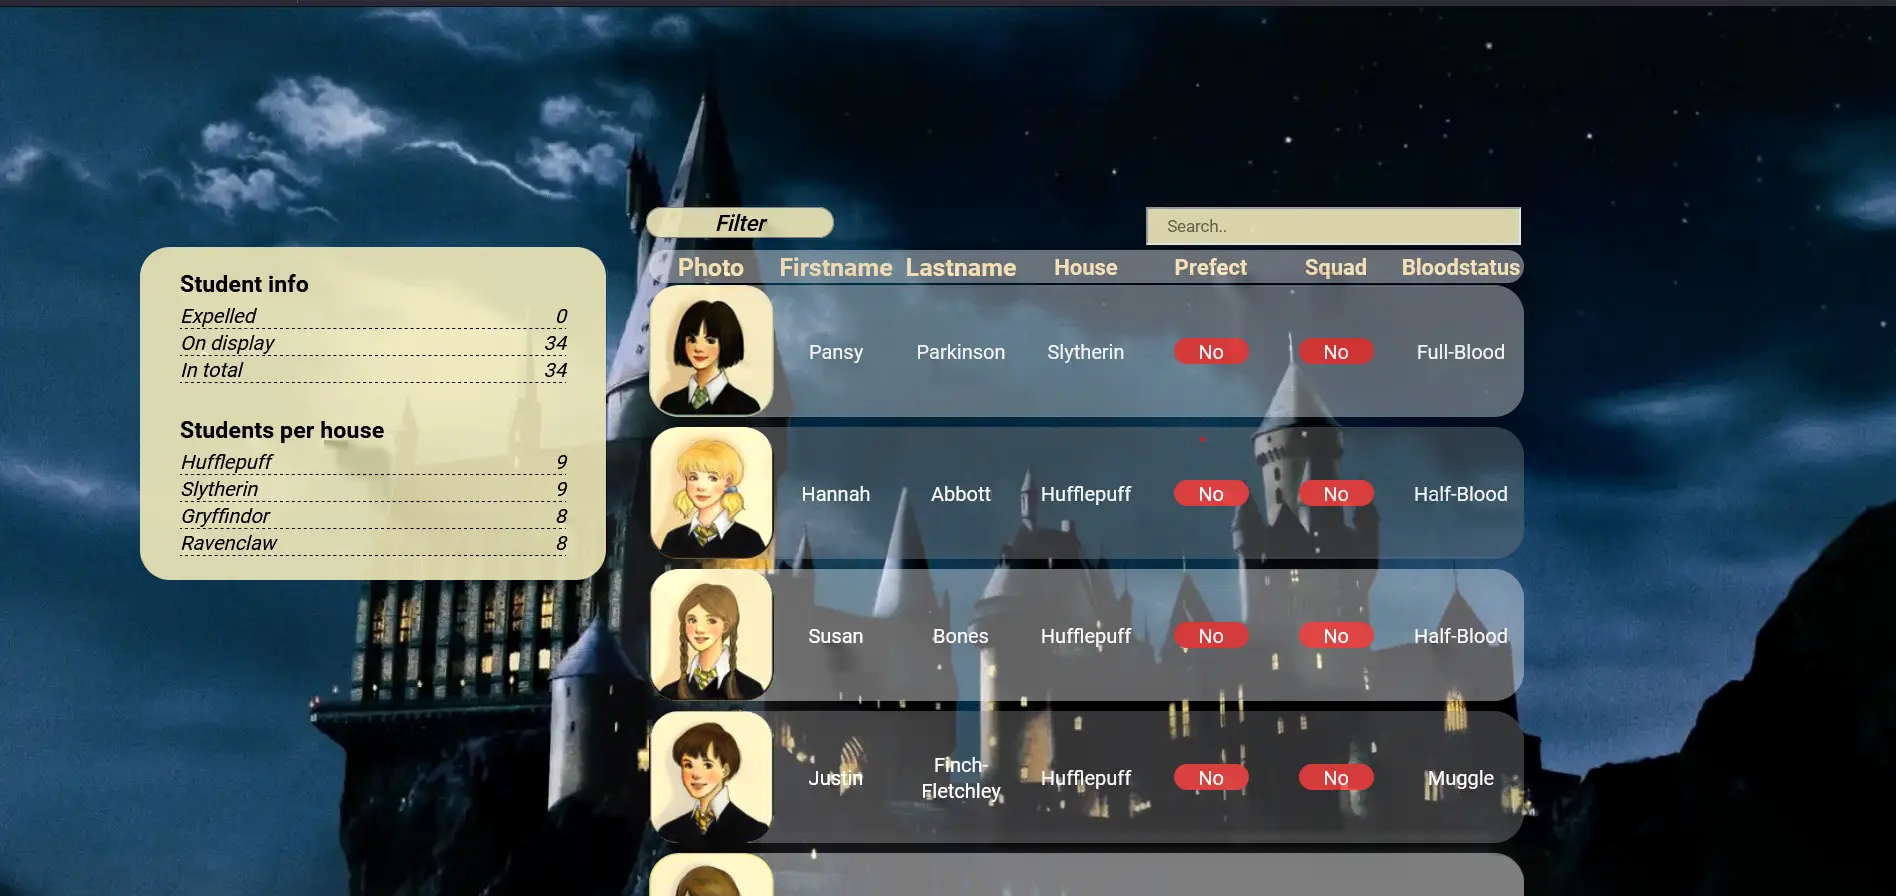 Filter
Search..
Student info
Expelled 0
On display 34
In total 34
Students per house
Hufflepuff 9
Slytherin 9
Gryffindor 8
Ravenclaw 8
Photo Firstname Lastname House Prefect Squad Bloodstatus
Pansy Parkinson Slytherin No No Full-Blood
Hannah Abbott Hufflepuff No No Half-Blood
Susan Bones Hufflepuff No No Half-Blood
Justin Finch-
Fletchley Hufflepuff No No Muggle